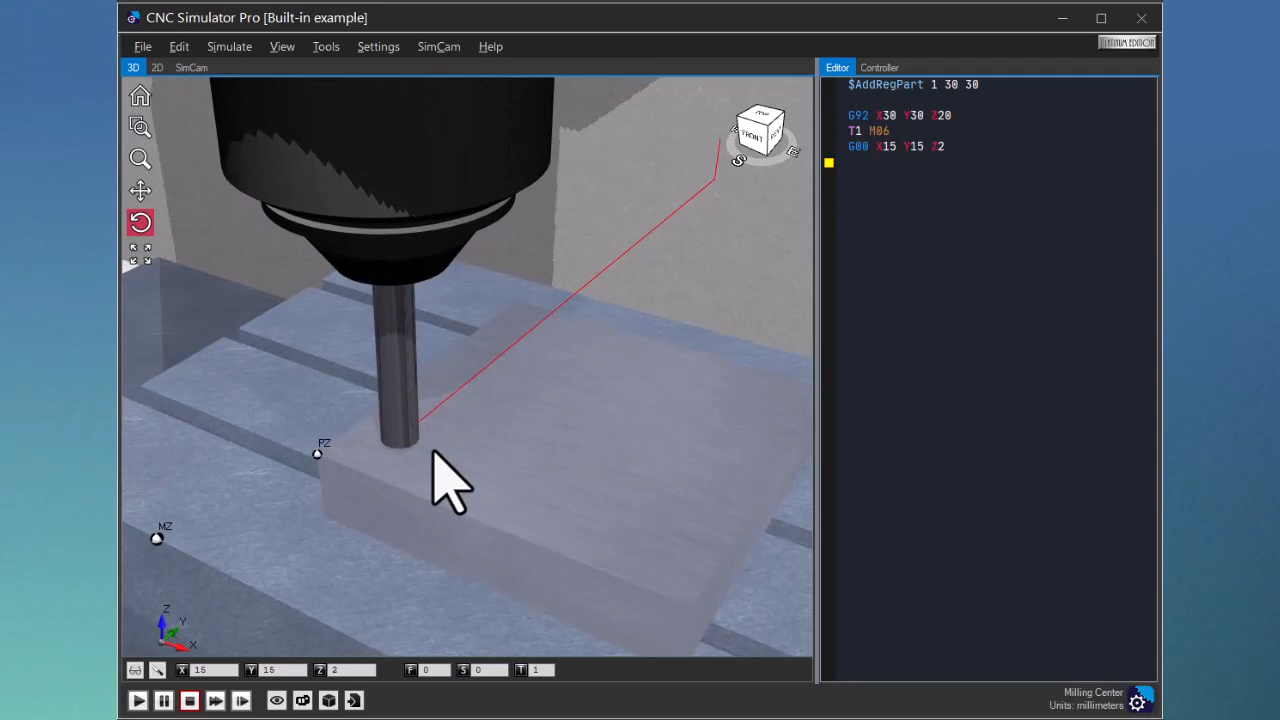 CNC Simulator Pro [Built-in example]
File Edit Simulate View Tools Settings SimCam Help
PLATINUM EDITION
3D 2D SimCam
Editor Controller
$AddRegPart 1 30 30
G92 X30 Y30 Z20
T1 M06
G00 X15 Y15 Z2
FRONT
S
E
PZ
MZ
Z
Y
X
X 15 Y 15 Z 2 F 0 S 0 T 1
Milling Center
Units: millimeters